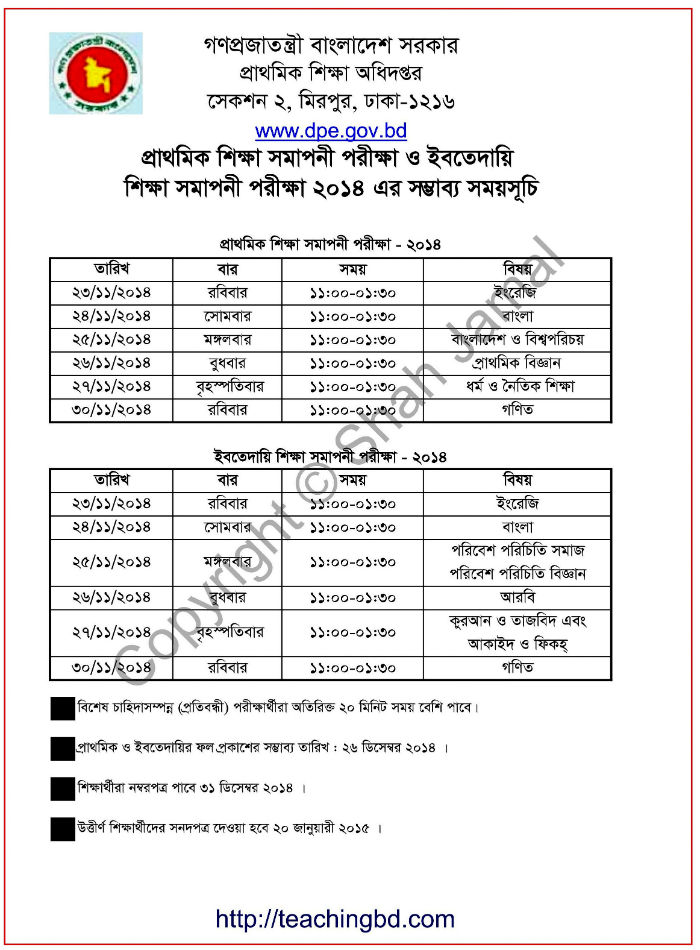 গণপ্রজাতন্ত্রী বাংলাদেশ সরকার
প্রাথমিক শিক্ষা অধিদপ্তর
সেকশন ২, মিরপুর, ঢাকা-১২১৬
www.dpe.gov.bd
প্রাথমিক শিক্ষা সমাপনী পরীক্ষা ও ইবতেদায়ি
শিক্ষা সমাপনী পরীক্ষা ২০১৪ এর সম্ভাব্য সময়সূচি
প্রাথমিক শিক্ষা সমাপনী পরীক্ষা - ২০১৪
তারিখ বার সময় বিষয়
২৩/১১/২০১৪ রবিবার ১১:০০-০১:৩০ ইংরেজি
২৪/১১/২০১৪ সোমবার ১১:০০-০১:৩০ বাংলা
২৫/১১/২০১৪ মঙ্গলবার ১১:০০-০১:৩০ বাংলাদেশ ও বিশ্বপরিচয়
২৬/১১/২০১৪ বুধবার ১১:০০-০১:৩০ প্রাথমিক বিজ্ঞান
২৭/১১/২০১৪ বৃহস্পতিবার ১১:০০-০১:৩০ ধর্ম ও নৈতিক শিক্ষা
৩০/১১/২০১৪ রবিবার ১১:০০-০১:৩০ গণিত
ইবতেদায়ি শিক্ষা সমাপনী পরীক্ষা - ২০১৪
তারিখ বার সময় বিষয়
২৩/১১/২০১৪ রবিবার ১১:০০-০১:৩০ ইংরেজি
২৪/১১/২০১৪ সোমবার ১১:০০-০১:৩০ বাংলা
২৫/১১/২০১৪ মঙ্গলবার ১১:০০-০১:৩০ পরিবেশ পরিচিতি সমাজ
পরিবেশ পরিচিতি বিজ্ঞান
২৬/১১/২০১৪ বুধবার ১১:০০-০১:৩০ আরবি
২৭/১১/২০১৪ বৃহস্পতিবার ১১:০০-০১:৩০ কুরআন ও তাজবিদ এবং
আকাইদ ও ফিকহ্
৩০/১১/২০১৪ রবিবার ১১:০০-০১:৩০ গণিত
বিশেষ চাহিদাসম্পন্ন (প্রতিবন্ধী) পরীক্ষার্থীরা অতিরিক্ত ২০ মিনিট সময় বেশি পাবে।
প্রাথমিক ও ইবতেদায়ির ফল প্রকাশের সম্ভাব্য তারিখ : ২৬ ডিসেম্বর ২০১৪ ।
শিক্ষার্থীরা নম্বরপত্র পাবে ৩১ ডিসেম্বর ২০১৪ ।
উত্তীর্ণ শিক্ষার্থীদের সনদপত্র দেওয়া হবে ২০ জানুয়ারী ২০১৫ ।
Copyright © Shah Jamal
http://teachingbd.com